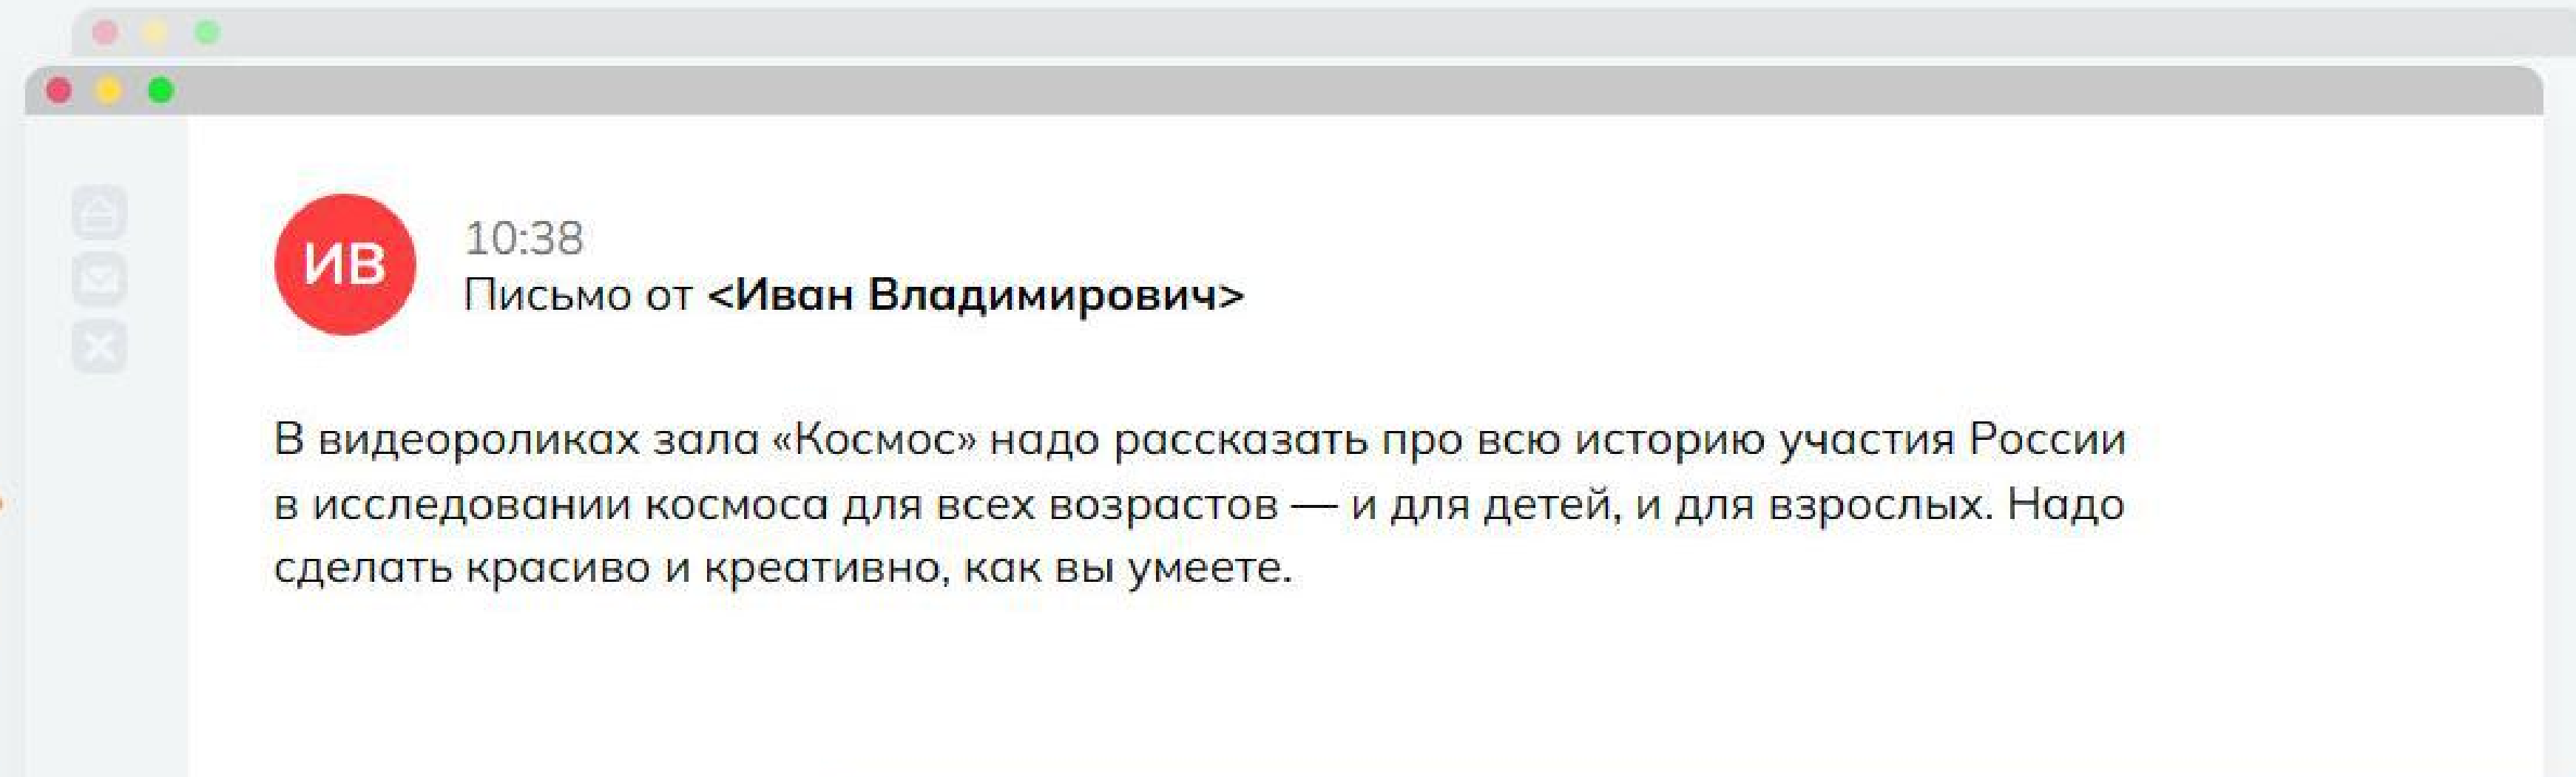 ИВ
10:38
Письмо от <Иван Владимирович>
В видеороликах зала «Космос» надо рассказать про всю историю участия России
в исследовании космоса для всех возрастов — и для детей, и для взрослых. Надо
сделать красиво и креативно, как вы умеете.